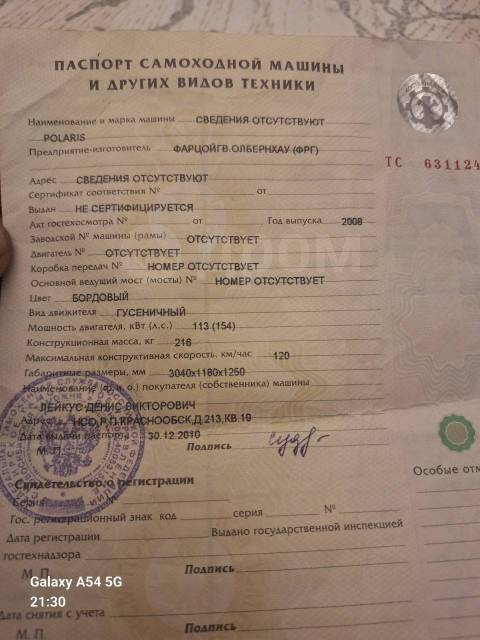 ПАСПОРТ САМОХОДНОЙ МАШИНЫ
И ДРУГИХ ВИДОВ ТЕХНИКИ
Наименование и марка машины СВЕДЕНИЯ ОТСУТСТВУЮТ
POLARIS
Предприятие-изготовитель ФАРЦОЙГВ.ОЛБЕРНХАУ (ФРГ)
ТС 631124
Адрес СВЕДЕНИЯ ОТСУТСТВУЮТ
Сертификат соответствия № от
Выдан НЕ СЕРТИФИЦИРУЕТСЯ
Акт гостехосмотра № от Год выпуска 2008
Заводской № машины (рамы) ОТСУТСТВУЕТ
Двигатель № ОТСУТСТВУЕТ
Коробка передач № НОМЕР ОТСУТСТВУЕТ
Основной ведущий мост (мосты) № НОМЕР ОТСУТСТВУЕТ
Цвет БОРДОВЫЙ
Вид движителя ГУСЕНИЧНЫЙ
Мощность двигателя, кВт (л.с.) 113 (154)
Конструкционная масса, кг 216
Максимальная конструктивная скорость, км/час 120
Габаритные размеры, мм 3040х1180х1250
Наименование (ф. и. о.) покупателя (собственника) машины
ЛЕЙКУС ДЕНИС ВИКТОРОВИЧ
Адрес НСО,Р.П.КРАСНООБСК,Д.213,КВ.10
Дата выдачи паспорта 30.12.2010
М. П. Подпись
Особые
Свидетельство о регистрации
Серия №
Гос. регистрационный знак код серия №
Дата регистрации Выдано государственной инспекцией
гостехнадзора
М. П. Подпись
Galaxy A54 5G
21:30
Дата снятия с учета
М. П. Подпись